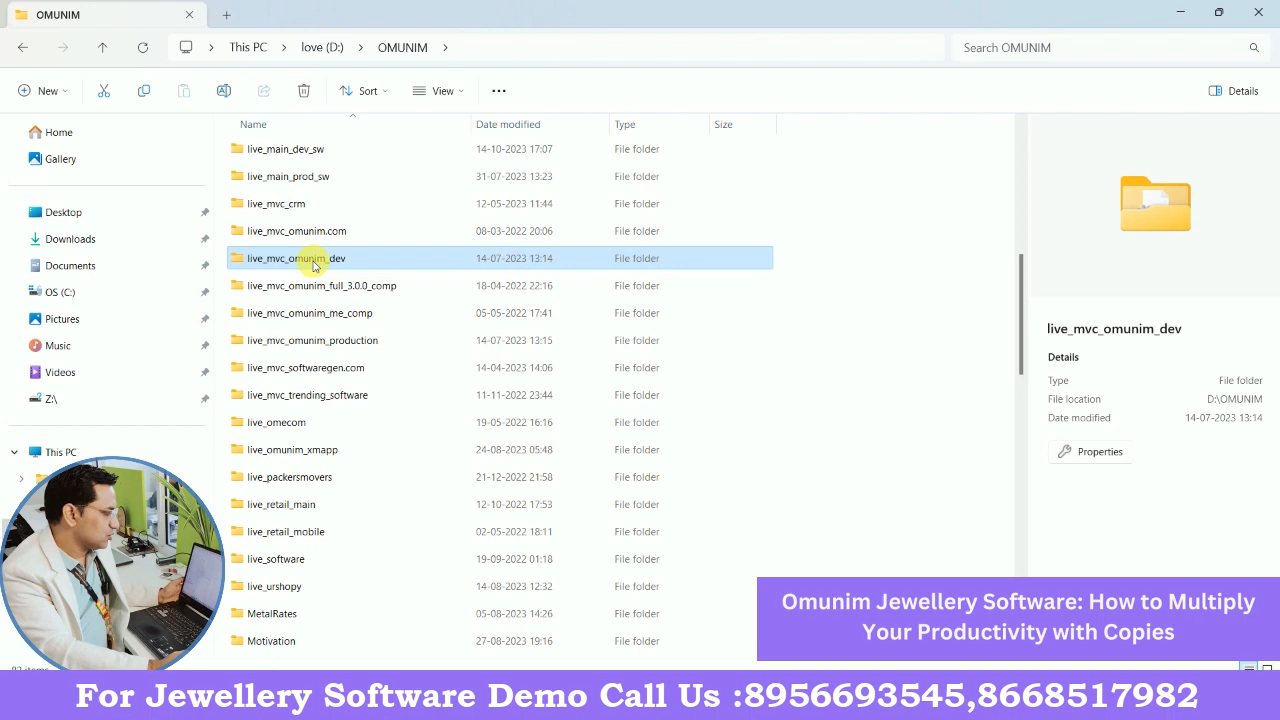 OMUNIM
This PC > love (D:) > OMUNIM >
Search OMUNIM
New
Sort
View
Details
Home
Gallery
Desktop
Downloads
Documents
OS (C:)
Pictures
Music
Videos
Z:\
This PC
Name Date modified Type Size
live_main_dev_sw 14-10-2023 17:07 File folder
live_main_prod_sw 31-07-2023 13:23 File folder
live_mvc_crm 12-05-2023 11:44 File folder
live_mvc_omunim.com 08-03-2022 20:06 File folder
live_mvc_omunim_dev 14-07-2023 13:14 File folder
live_mvc_omunim_full_3.0.0_comp 18-04-2022 22:16 File folder
live_mvc_omunim_me_comp 05-05-2022 17:41 File folder
live_mvc_omunim_production 14-07-2023 13:15 File folder
live_mvc_softwaregen.com 14-04-2023 14:06 File folder
live_mvc_trending_software 11-11-2022 23:44 File folder
live_omecom 19-05-2022 16:16 File folder
live_omunim_xmapp 24-08-2023 05:48 File folder
live_packersmovers 21-12-2022 21:58 File folder
live_retail_main 12-10-2022 17:53 File folder
live_retail_mobile 02-05-2022 18:11 File folder
live_software 19-09-2022 01:18 File folder
live_urshopy 14-08-2023 12:32 File folder
MetalRates 05-08-2023 14:26 File folder
Motivation 27-08-2023 19:16 File folder
live_mvc_omunim_dev
Details
Type File folder
File location D:\OMUNIM
Date modified 14-07-2023 13:14
Properties
Omunim Jewellery Software: How to Multiply
Your Productivity with Copies
For Jewellery Software Demo Call Us :8956693545,8668517982